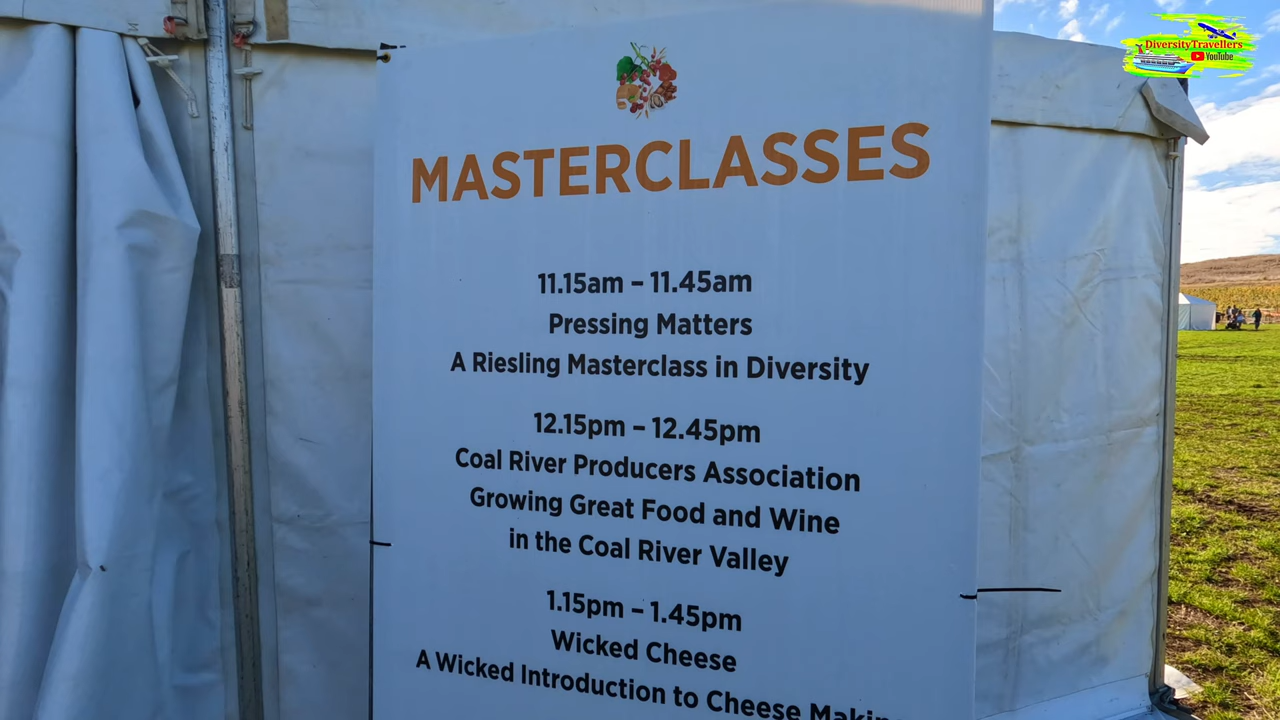 DiversityTravellers
YouTube
MASTERCLASSES
11.15am – 11.45am
Pressing Matters
A Riesling Masterclass in Diversity
12.15pm – 12.45pm
Coal River Producers Association
Growing Great Food and Wine
in the Coal River Valley
1.15pm – 1.45pm
Wicked Cheese
A Wicked Introduction to Cheese